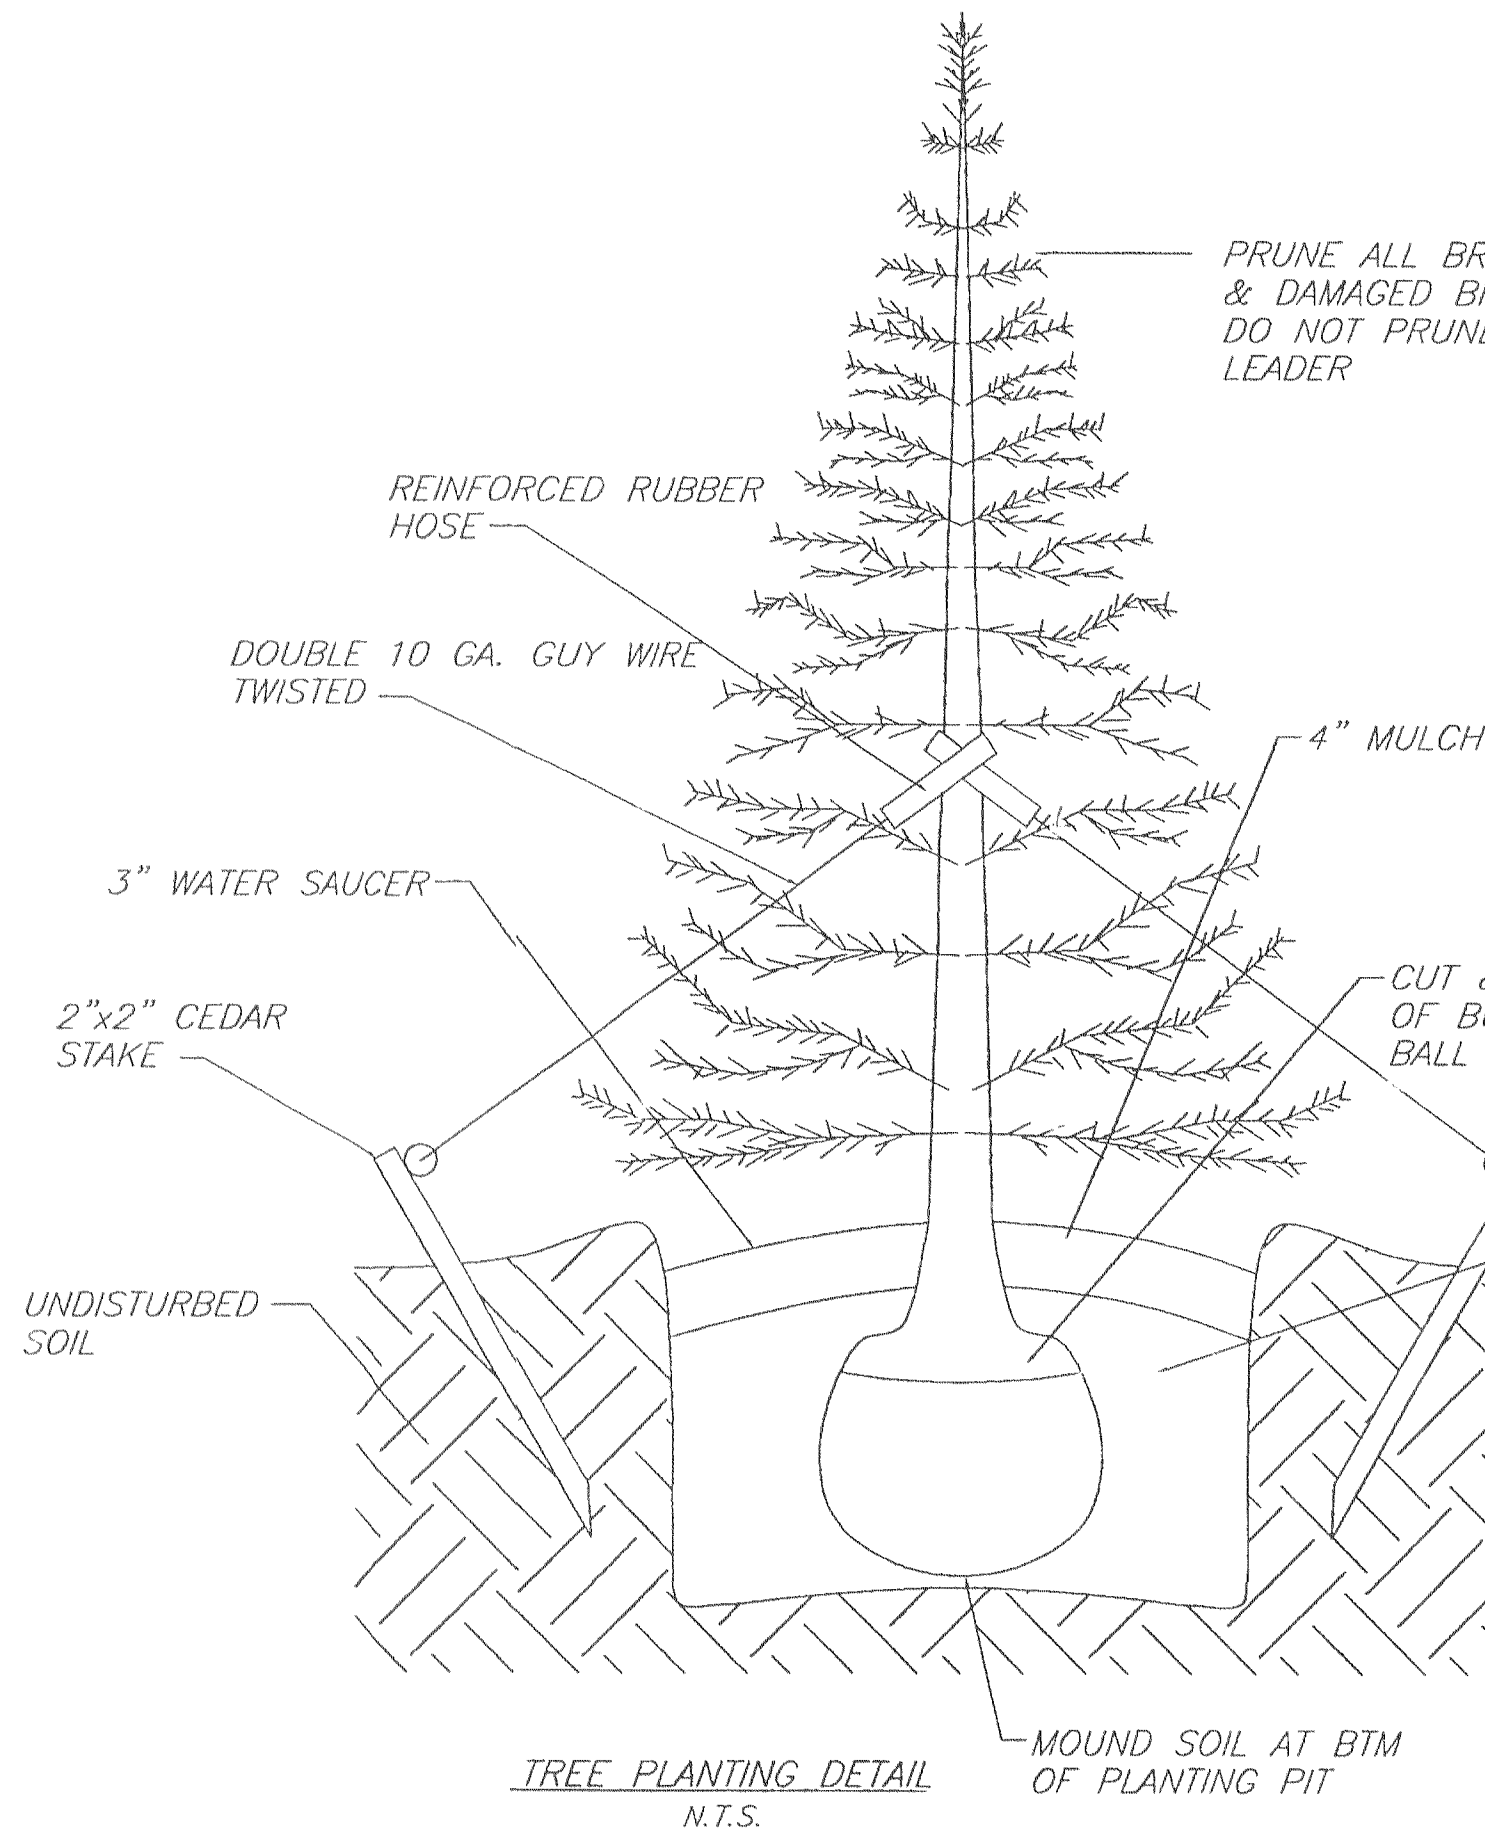 PRUNE ALL
& DAMAGED
DO NOT PRUNE
LEADER
REINFORCED RUBBER
HOSE
DOUBLE 10 GA. GUY WIRE
TWISTED
4" MULCH
3" WATER SAUCER
CUT
OF
BALL
2"x2" CEDAR
STAKE
UNDISTURBED
SOIL
MOUND SOIL AT BTM
OF PLANTING PIT
TREE PLANTING DETAIL
N.T.S.